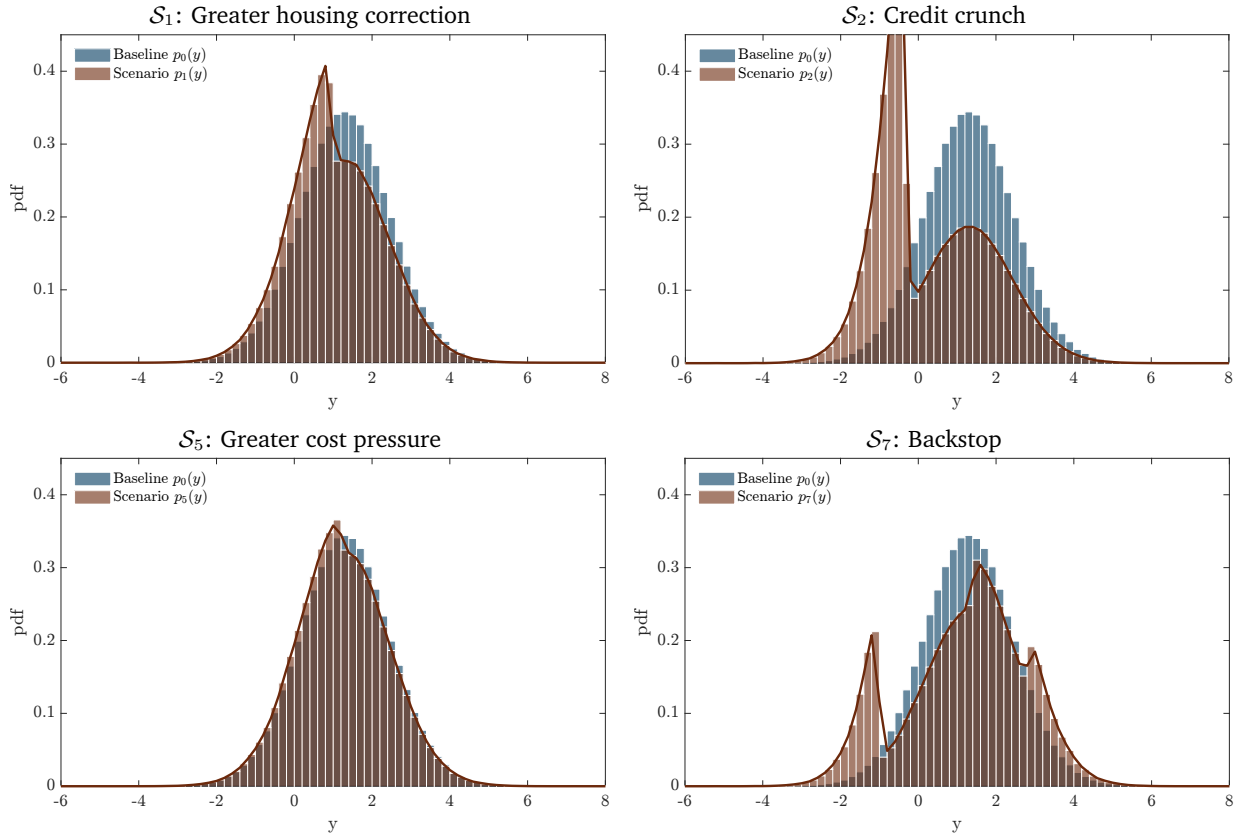 S₁: Greater housing correction
Baseline p₀(y)
Scenario p₁(y)
0.4
0.3
0.2
0.1
0
pdf
-6 -4 -2 0 2 4 6 8
y
S₂: Credit crunch
Baseline p₀(y)
Scenario p₂(y)
0.4
0.3
0.2
0.1
0
pdf
-6 -4 -2 0 2 4 6 8
y
S₅: Greater cost pressure
Baseline p₀(y)
Scenario p₅(y)
0.4
0.3
0.2
0.1
0
pdf
-6 -4 -2 0 2 4 6 8
y
S₇: Backstop
Baseline p₀(y)
Scenario p₇(y)
0.4
0.3
0.2
0.1
0
pdf
-6 -4 -2 0 2 4 6 8
y